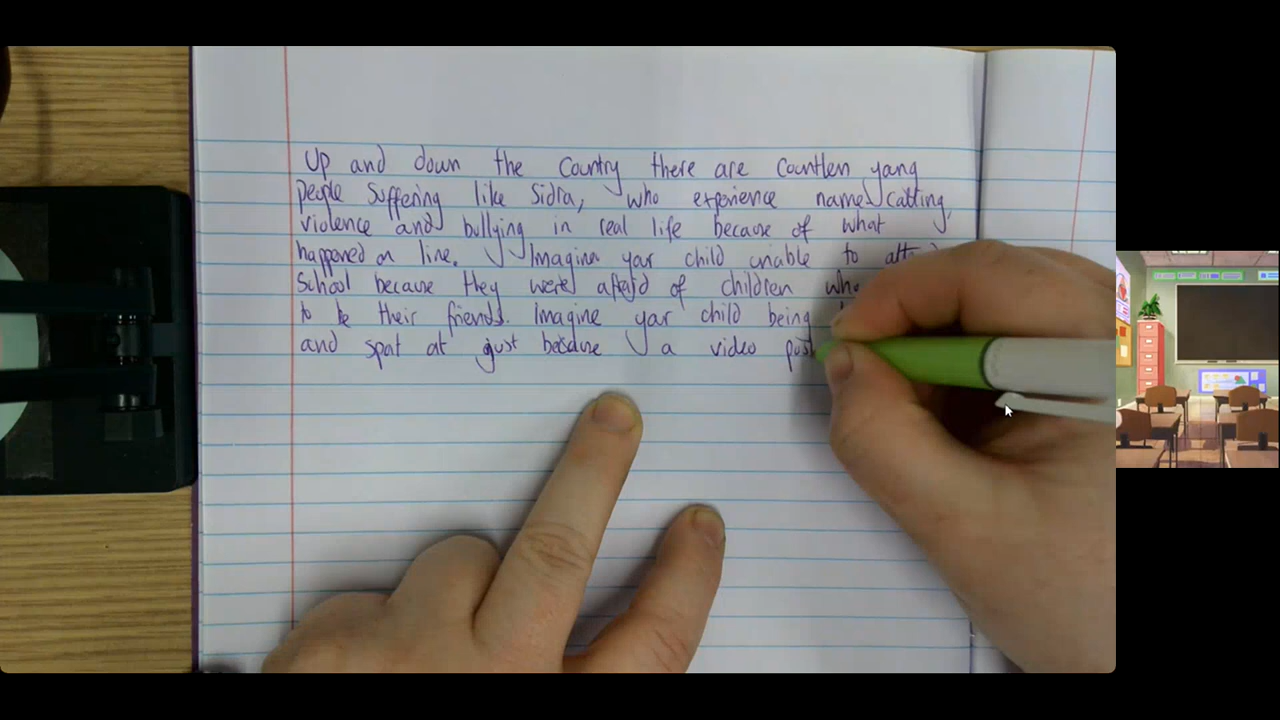 Up and down the Country there are Countless young
people Suffering like Sidra, who experience name calling,
violence and bullying in real life because of what
happened on line. Imagine your child unable to
School because they were afraid of children
to be their friends. Imagine your child being
and spat at just because a video